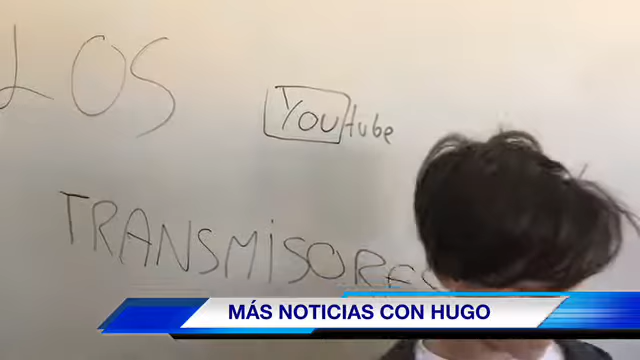 LOS
YouTube
TRANSMISORES
MÁS NOTICIAS CON HUGO